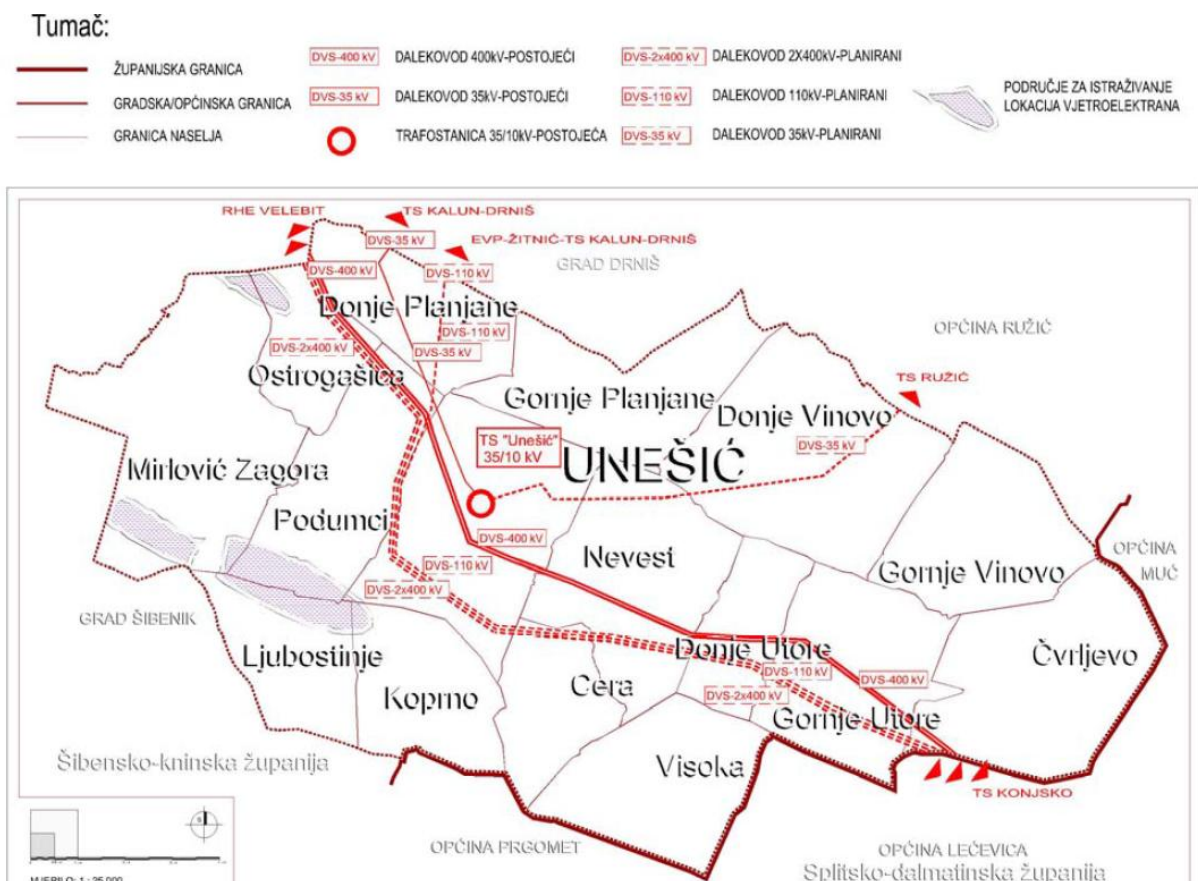 Tumač:
ŽUPANIJSKA GRANICA
GRADSKA/OPĆINSKA GRANICA
GRANICA NASELJA
DVS-400 kV DALEKOVOD 400kV-POSTOJEĆI
DVS-35 kV DALEKOVOD 35kV-POSTOJEĆI
TRAFOSTANICA 35/10kV-POSTOJEĆA
DVS-2x400 kV DALEKOVOD 2X400kV-PLANIRANI
DVS-110 kV DALEKOVOD 110kV-PLANIRANI
DVS-35 kV DALEKOVOD 35kV-PLANIRANI
PODRUČJE ZA ISTRAŽIVANJE
LOKACIJA VJETROELEKTRANA
RHE VELEBIT
TS KALUN-DRNIŠ
DVS-35 kV
EVP-ŽITNIĆ-TS KALUN-DRNIŠ
GRAD DRNIŠ
DVS-400 kV
DVS-110 kV
Donje Planjane
OPĆINA RUŽIĆ
DVS-110 kV
DVS-2x400 kV
DVS-35 kV
Ostrogašica
TS RUŽIĆ
Gornje Planjane
Donje Vinovo
TS "Unešić"
35/10 kV
UNEŠIĆ
DVS-35 kV
Mirlović Zagora
Podumci
DVS-400 kV
Nevest
OPĆINA
MUĆ
DVS-110 kV
Gornje Vinovo
DVS-2x400 kV
GRAD ŠIBENIK
Ljubostinje
Donje Utore
Čvrljevo
DVS-110 kV
DVS-400 kV
Koprno
Cera
DVS-2x400 kV
Gornje Utore
Šibensko-kninska županija
Visoka
TS KONJSKO
S
OPĆINA PRGOMET
OPĆINA LEĆEVICA
Splitsko-dalmatinska županija
MJERILO: 1 : 25 000